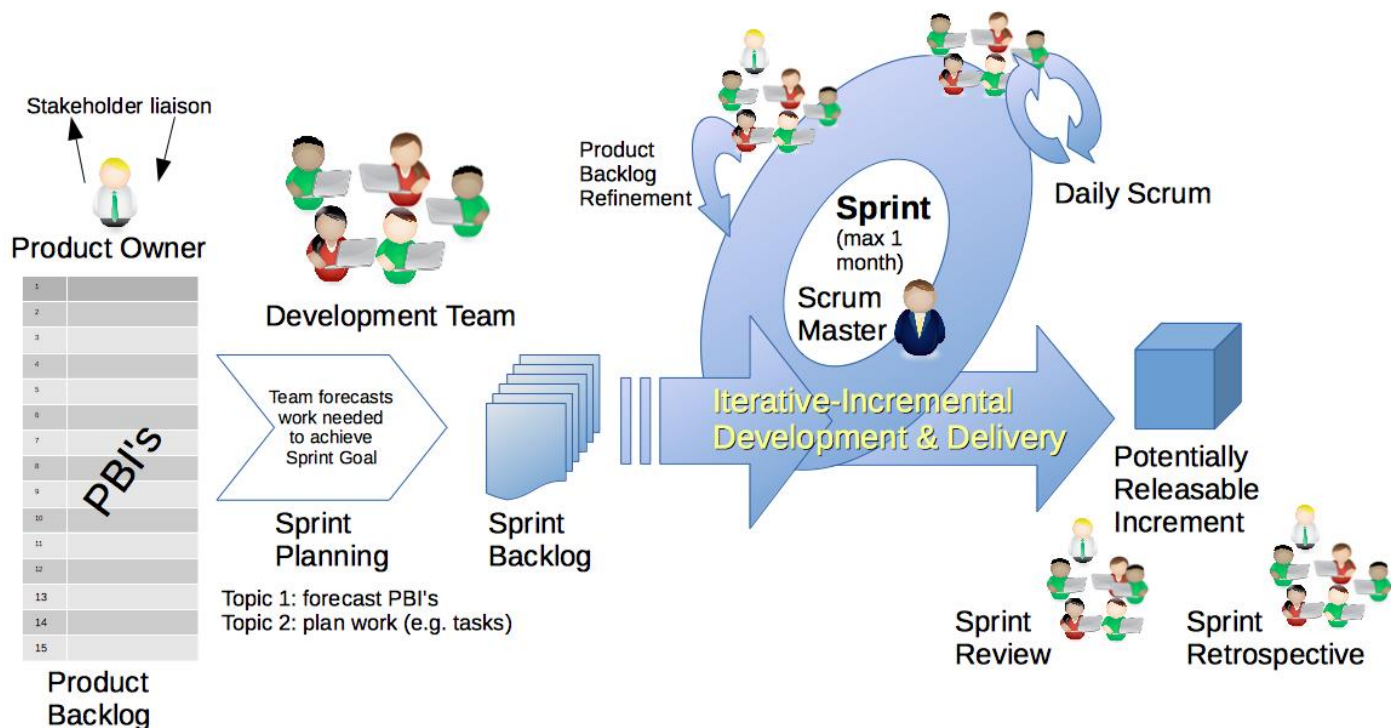 Stakeholder liaison
Product Owner
1
2
3
4
5
6
7
8
9
10
11
12
13
14
15
PBI's
Product
Backlog
Development Team
Team forecasts
work needed
to achieve
Sprint Goal
Sprint
Planning
Topic 1: forecast PBI's
Topic 2: plan work (e.g. tasks)
Sprint
Backlog
Product
Backlog
Refinement
Sprint
(max 1
month)
Scrum
Master
Daily Scrum
Iterative-Incremental
Development & Delivery
Potentially
Releasable
Increment
Sprint
Review
Sprint
Retrospective